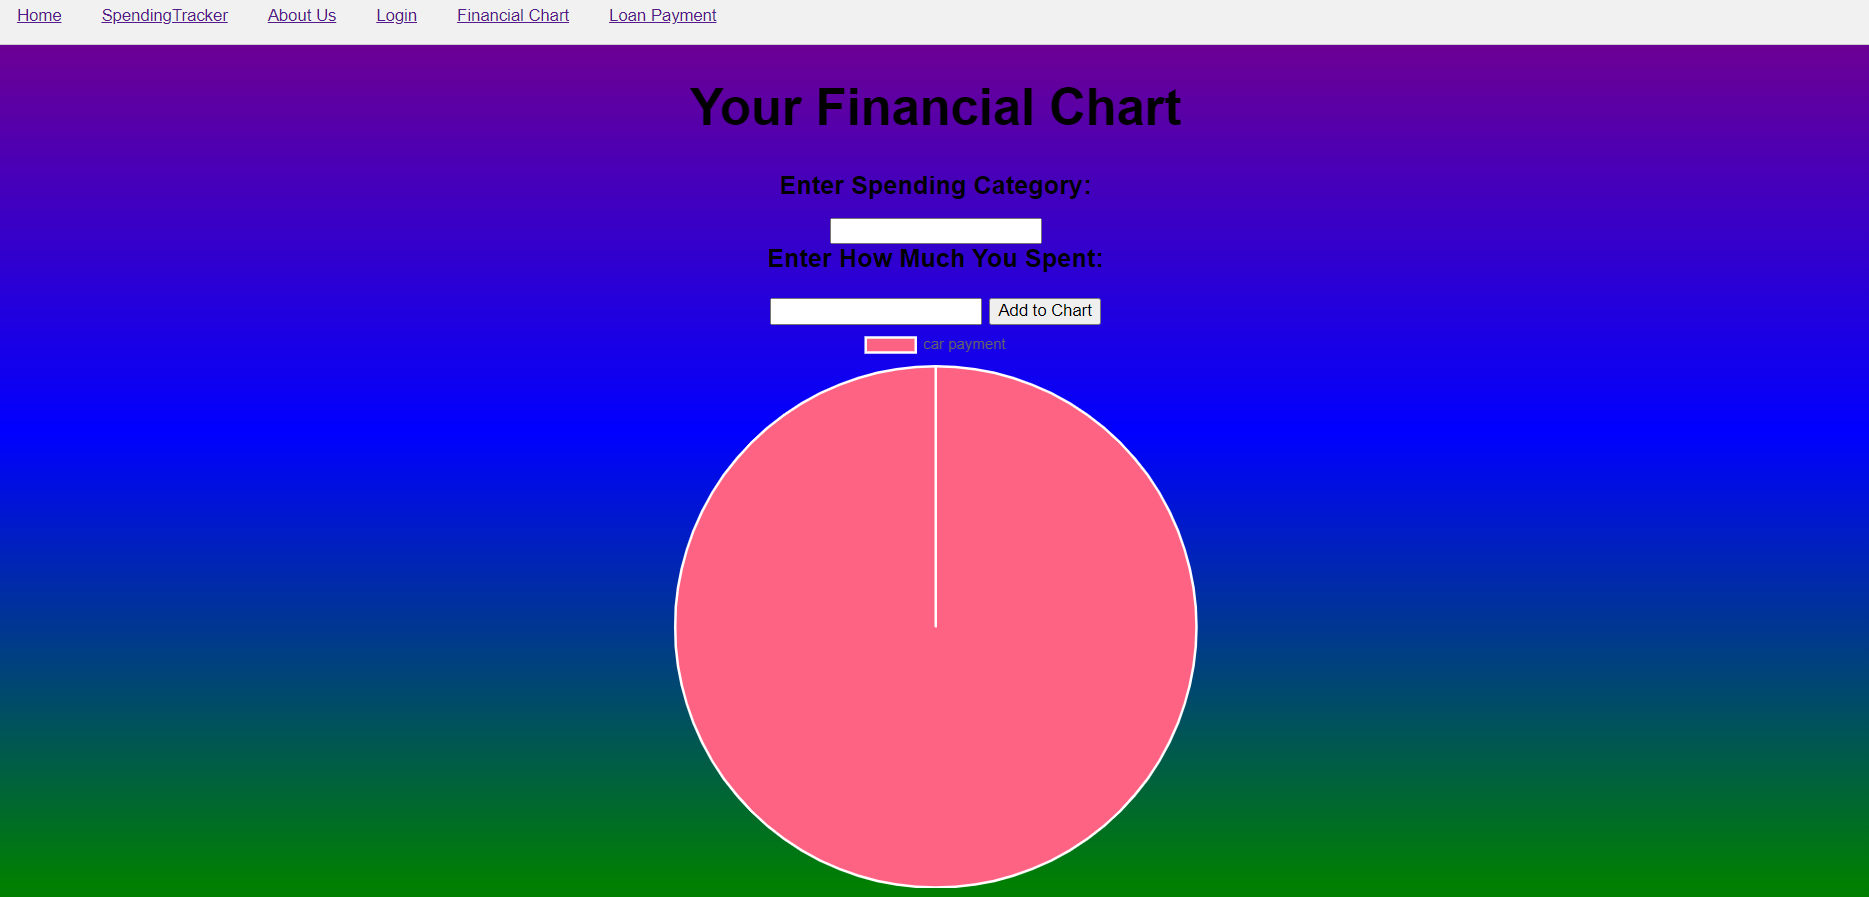 Home SpendingTracker About Us Login Financial Chart Loan Payment
Your Financial Chart
Enter Spending Category:
Enter How Much You Spent:
Add to Chart
car payment